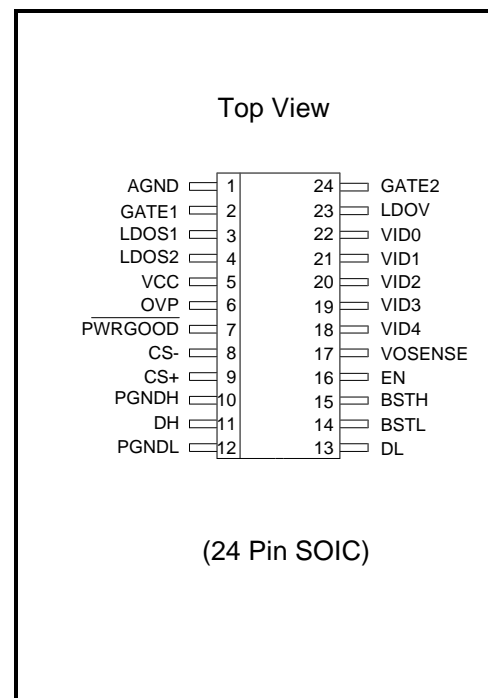 Top View
AGND 1 24 GATE2
GATE1 2 23 LDOV
LDOS1 3 22 VID0
LDOS2 4 21 VID1
VCC 5 20 VID2
OVP 6 19 VID3
PWRGOOD 7 18 VID4
CS- 8 17 VOSENSE
CS+ 9 16 EN
PGNDH 10 15 BSTH
DH 11 14 BSTL
PGNDL 12 13 DL
(24 Pin SOIC)